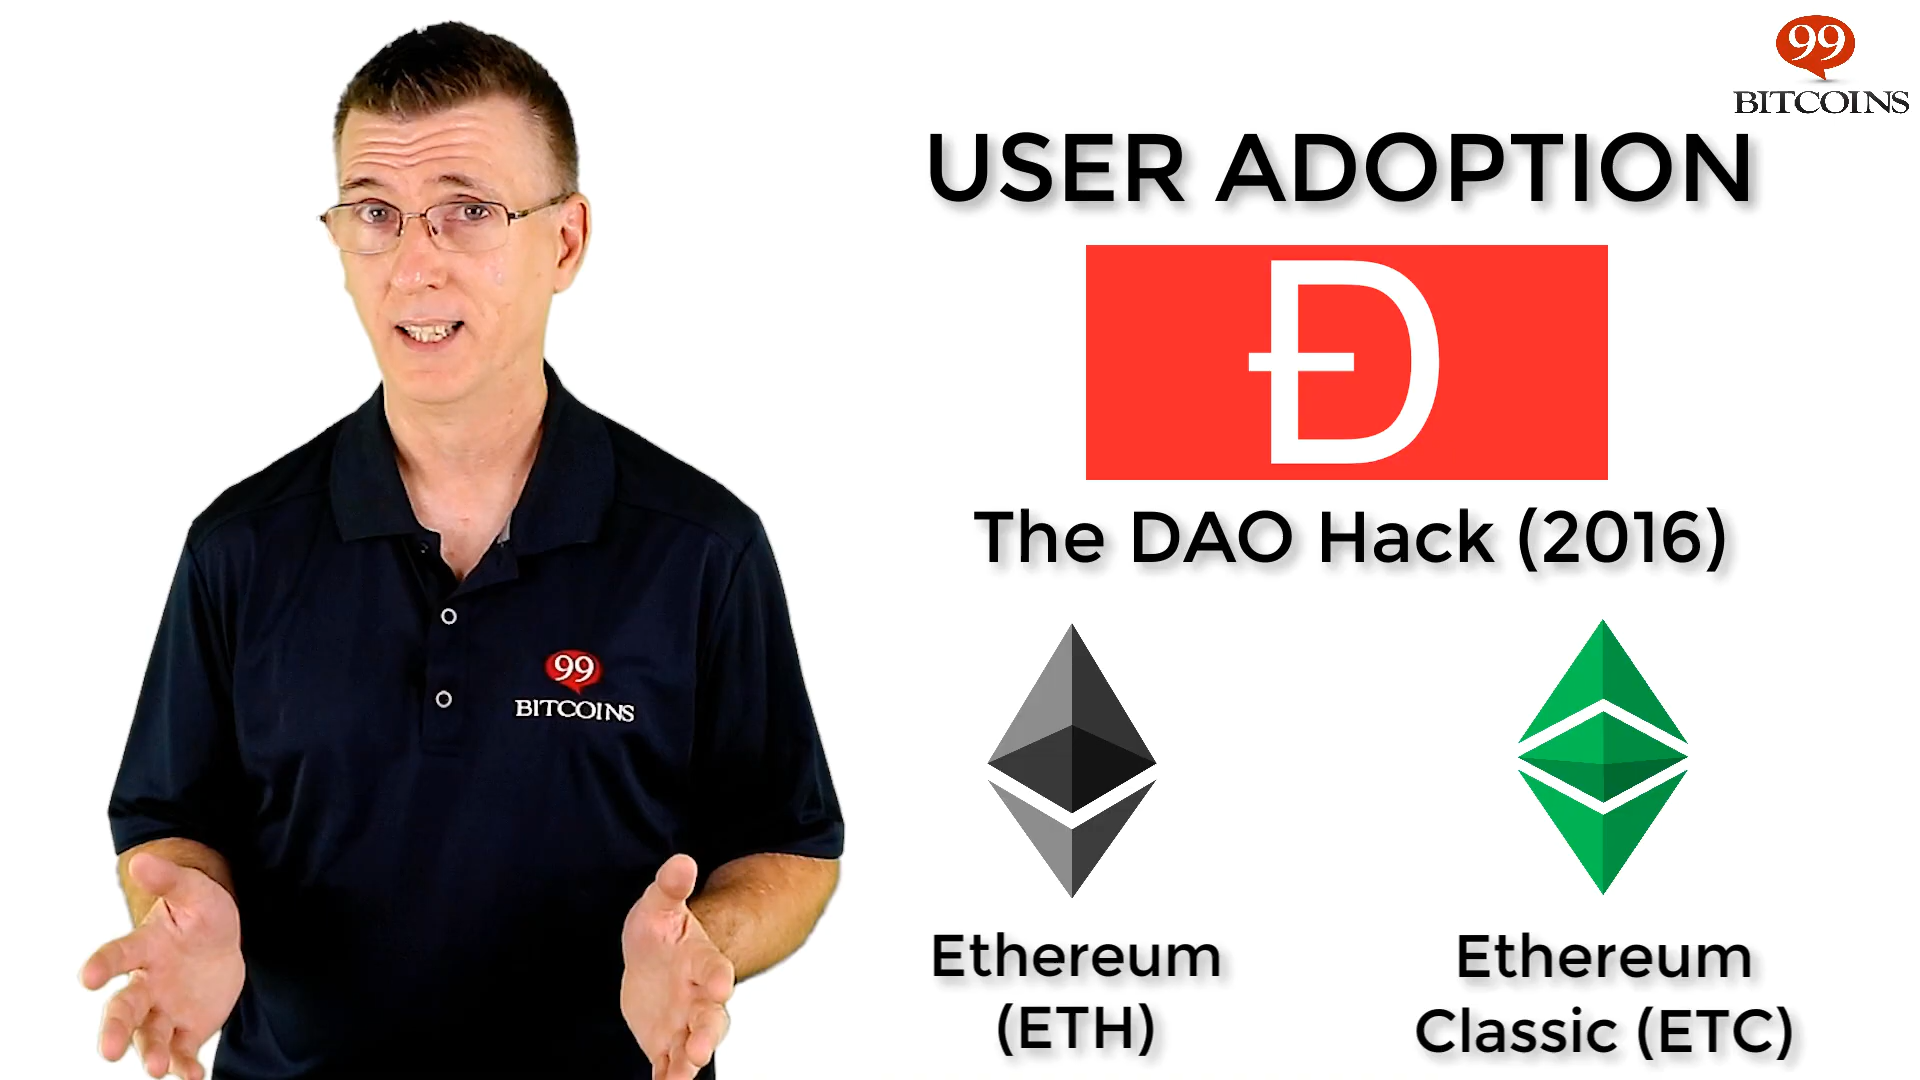 99
BITCOINS
USER ADOPTION
Đ
The DAO Hack (2016)
99
BITCOINS
Ethereum
(ETH)
Ethereum
Classic (ETC)